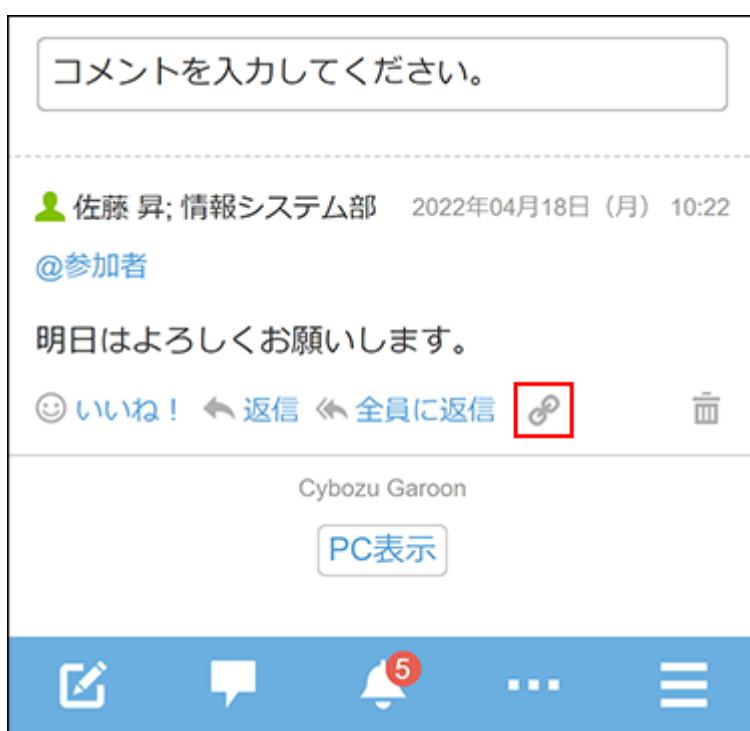 コメントを入力してください。
佐藤 昇; 情報システム部 2022年04月18日（月） 10:22
@参加者
明日はよろしくお願いします。
いいね！ 返信 全員に返信
Cybozu Garoon
PC表示
5